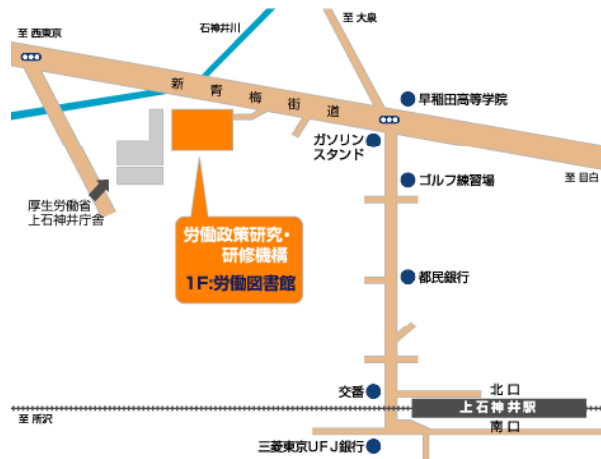 至 大泉
石神井川
至 西東京
新青梅街道
早稲田高等学院
ガソリン
スタンド
至 目白
ゴルフ練習場
厚生労働省
上石神井庁舎
労働政策研究・
研修機構
1F:労働図書館
都民銀行
交番
北口
上石神井駅
至 所沢
南口
三菱東京UFJ銀行